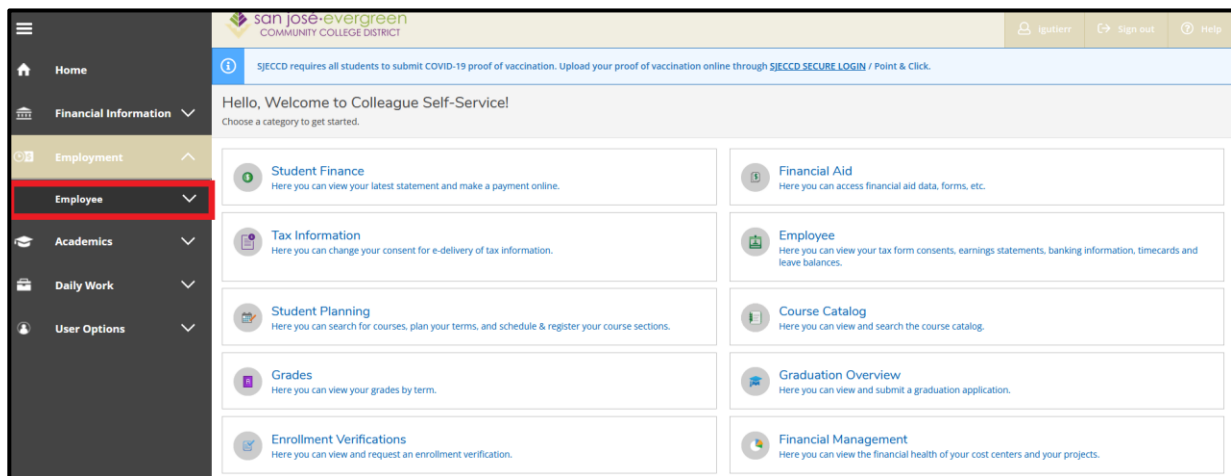 san josé·evergreen
COMMUNITY COLLEGE DISTRICT
igutierr
Sign out
Help
Home
Financial Information
Employment
Employee
Academics
Daily Work
User Options
SJECCD requires all students to submit COVID-19 proof of vaccination. Upload your proof of vaccination online through SJECCD SECURE LOGIN / Point & Click.
Hello, Welcome to Colleague Self-Service!
Choose a category to get started.
Student Finance
Here you can view your latest statement and make a payment online.
Financial Aid
Here you can access financial aid data, forms, etc.
Tax Information
Here you can change your consent for e-delivery of tax information.
Employee
Here you can view your tax form consents, earnings statements, banking information, timecards and
leave balances.
Student Planning
Here you can search for courses, plan your terms, and schedule & register your course sections.
Course Catalog
Here you can view and search the course catalog.
Grades
Here you can view your grades by term.
Graduation Overview
Here you can view and submit a graduation application.
Enrollment Verifications
Here you can view and request an enrollment verification.
Financial Management
Here you can view the financial health of your cost centers and your projects.